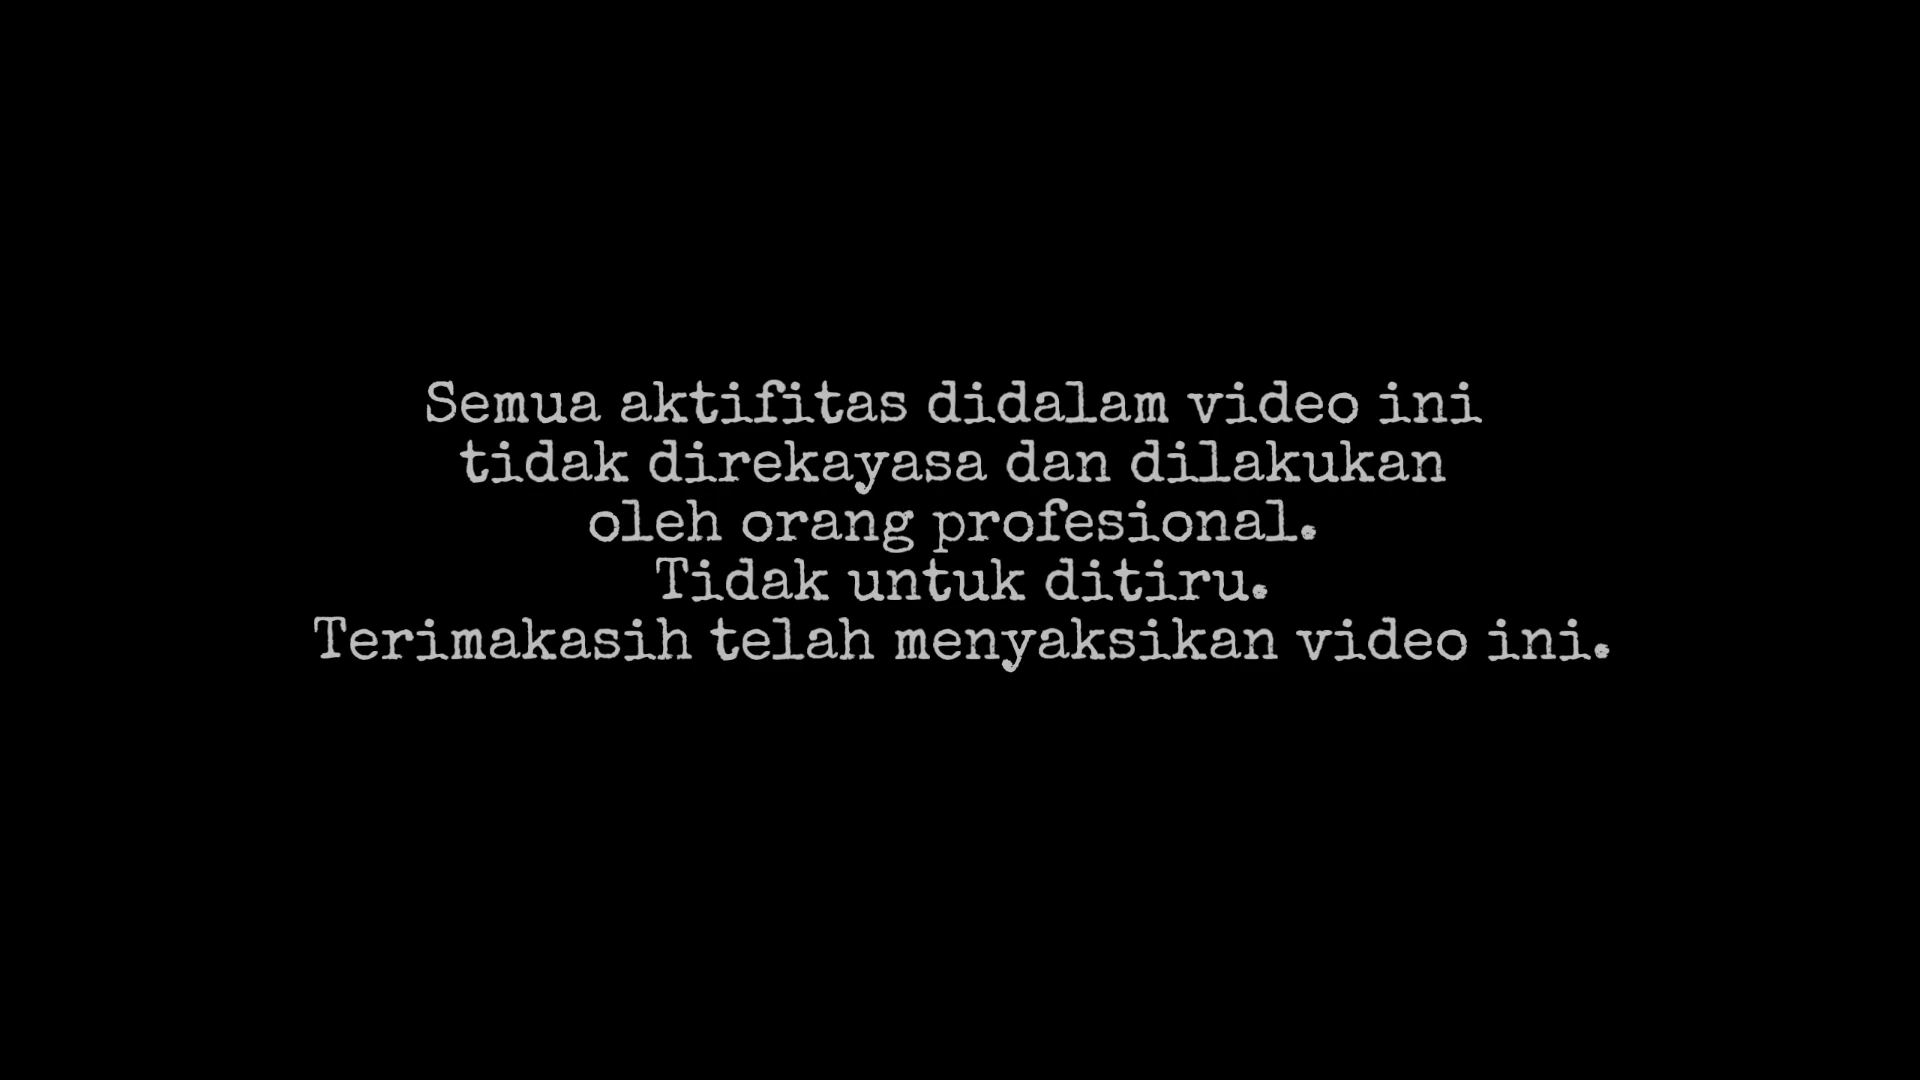 Semua aktifitas didalam video ini
tidak direkayasa dan dilakukan
oleh orang profesional.
Tidak untuk ditiru.
Terimakasih telah menyaksikan video ini.